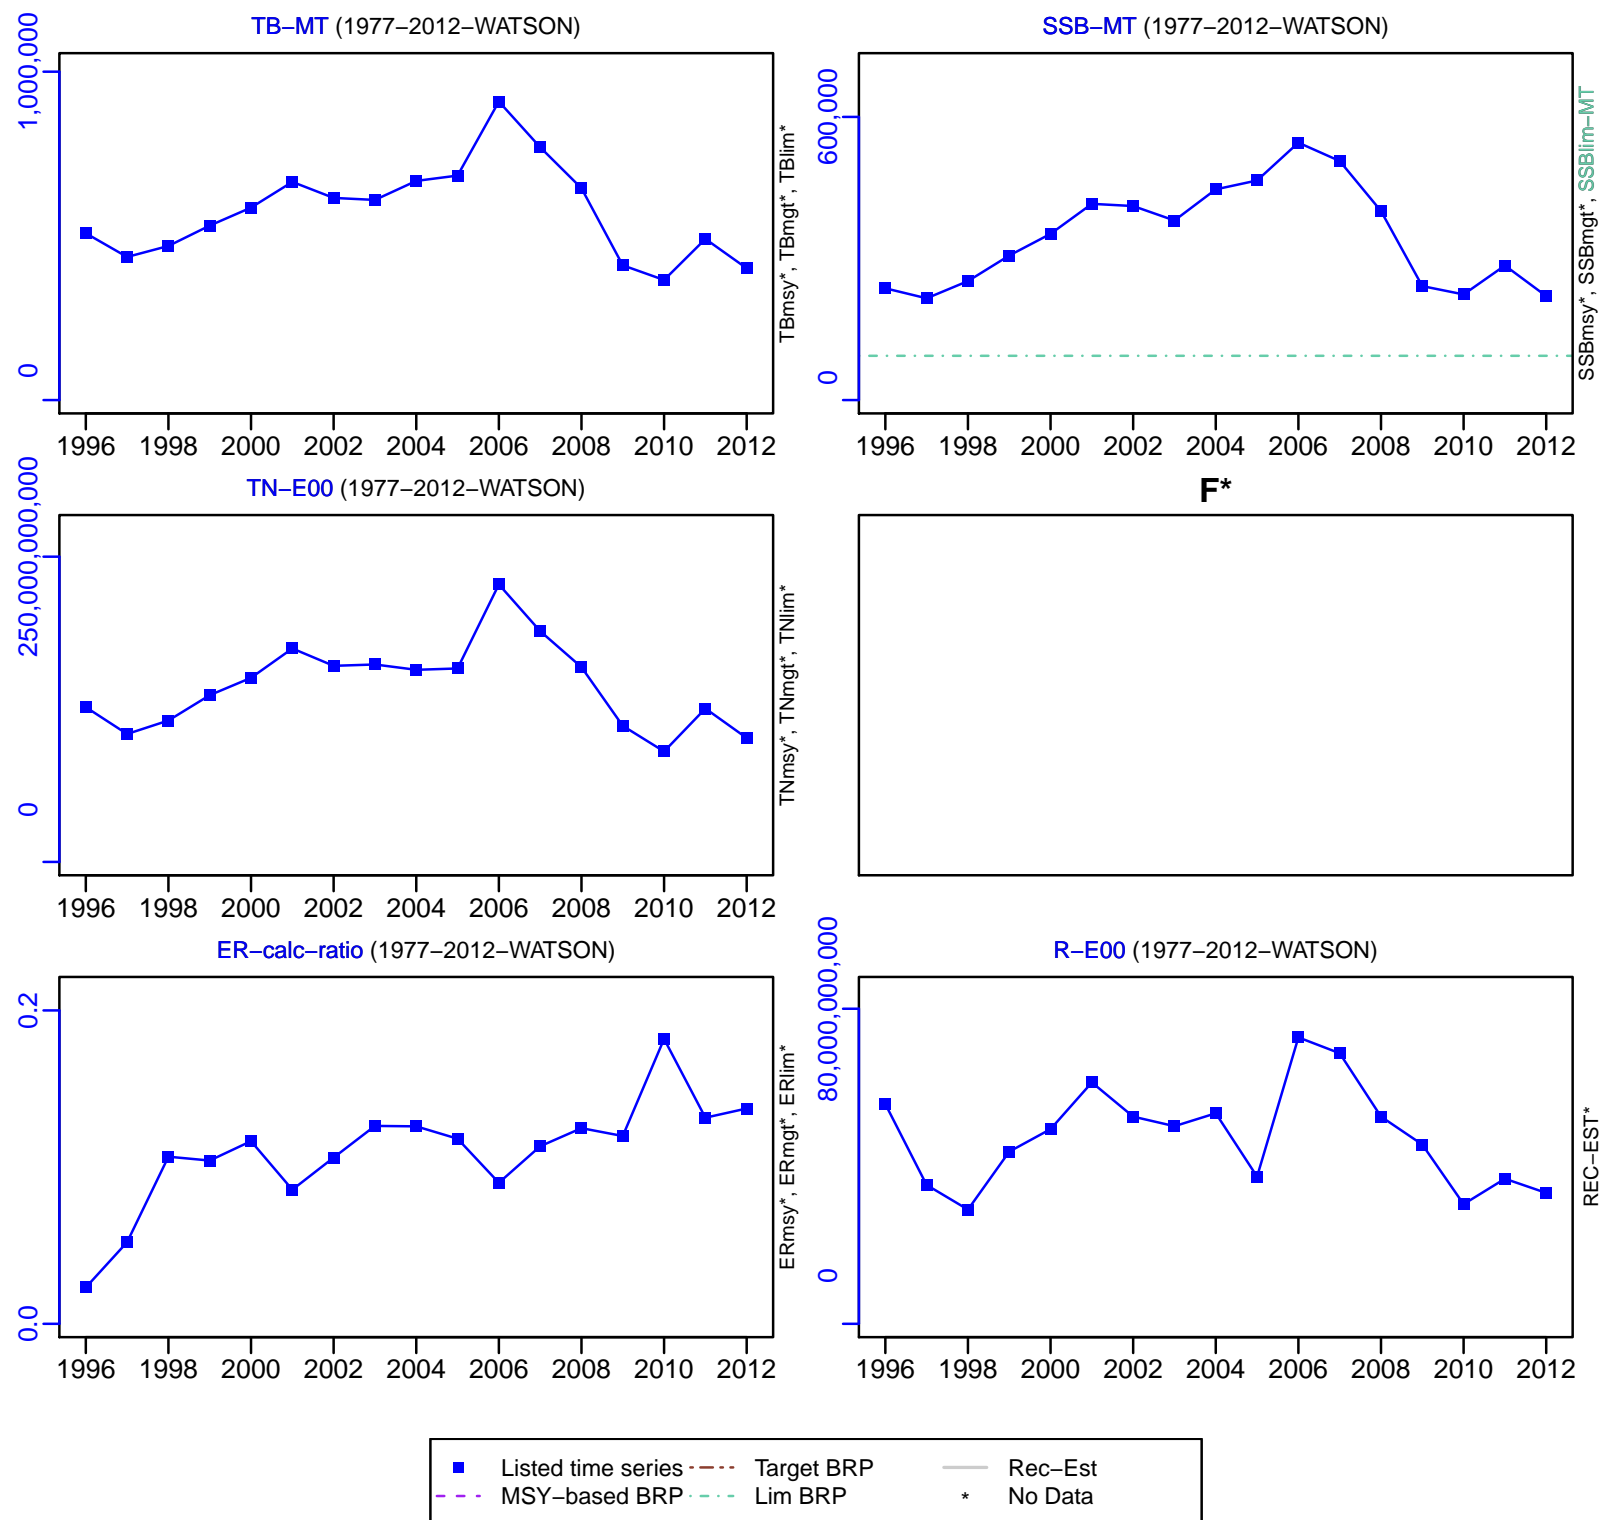 TB−MT (1977−2012−WATSON)
1,000,000
0
TBmsy*, TBmgt*, TBlim*
1996 1998 2000 2002 2004 2006 2008 2010 2012
SSB−MT (1977−2012−WATSON)
600,000
0
SSBmsy*, SSBmgt*, SSBlim−MT
1996 1998 2000 2002 2004 2006 2008 2010 2012
TN−E00 (1977−2012−WATSON)
250,000,000,000
0
TNmsy*, TNmgt*, TNlim*
1996 1998 2000 2002 2004 2006 2008 2010 2012
F*
ER−calc−ratio (1977−2012−WATSON)
0.2
0.0
ERmsy*, ERmgt*, ERlim*
1996 1998 2000 2002 2004 2006 2008 2010 2012
R−E00 (1977−2012−WATSON)
80,000,000,000
0
REC−EST*
1996 1998 2000 2002 2004 2006 2008 2010 2012
Listed time series Target BRP Rec−Est
MSY−based BRP Lim BRP * No Data